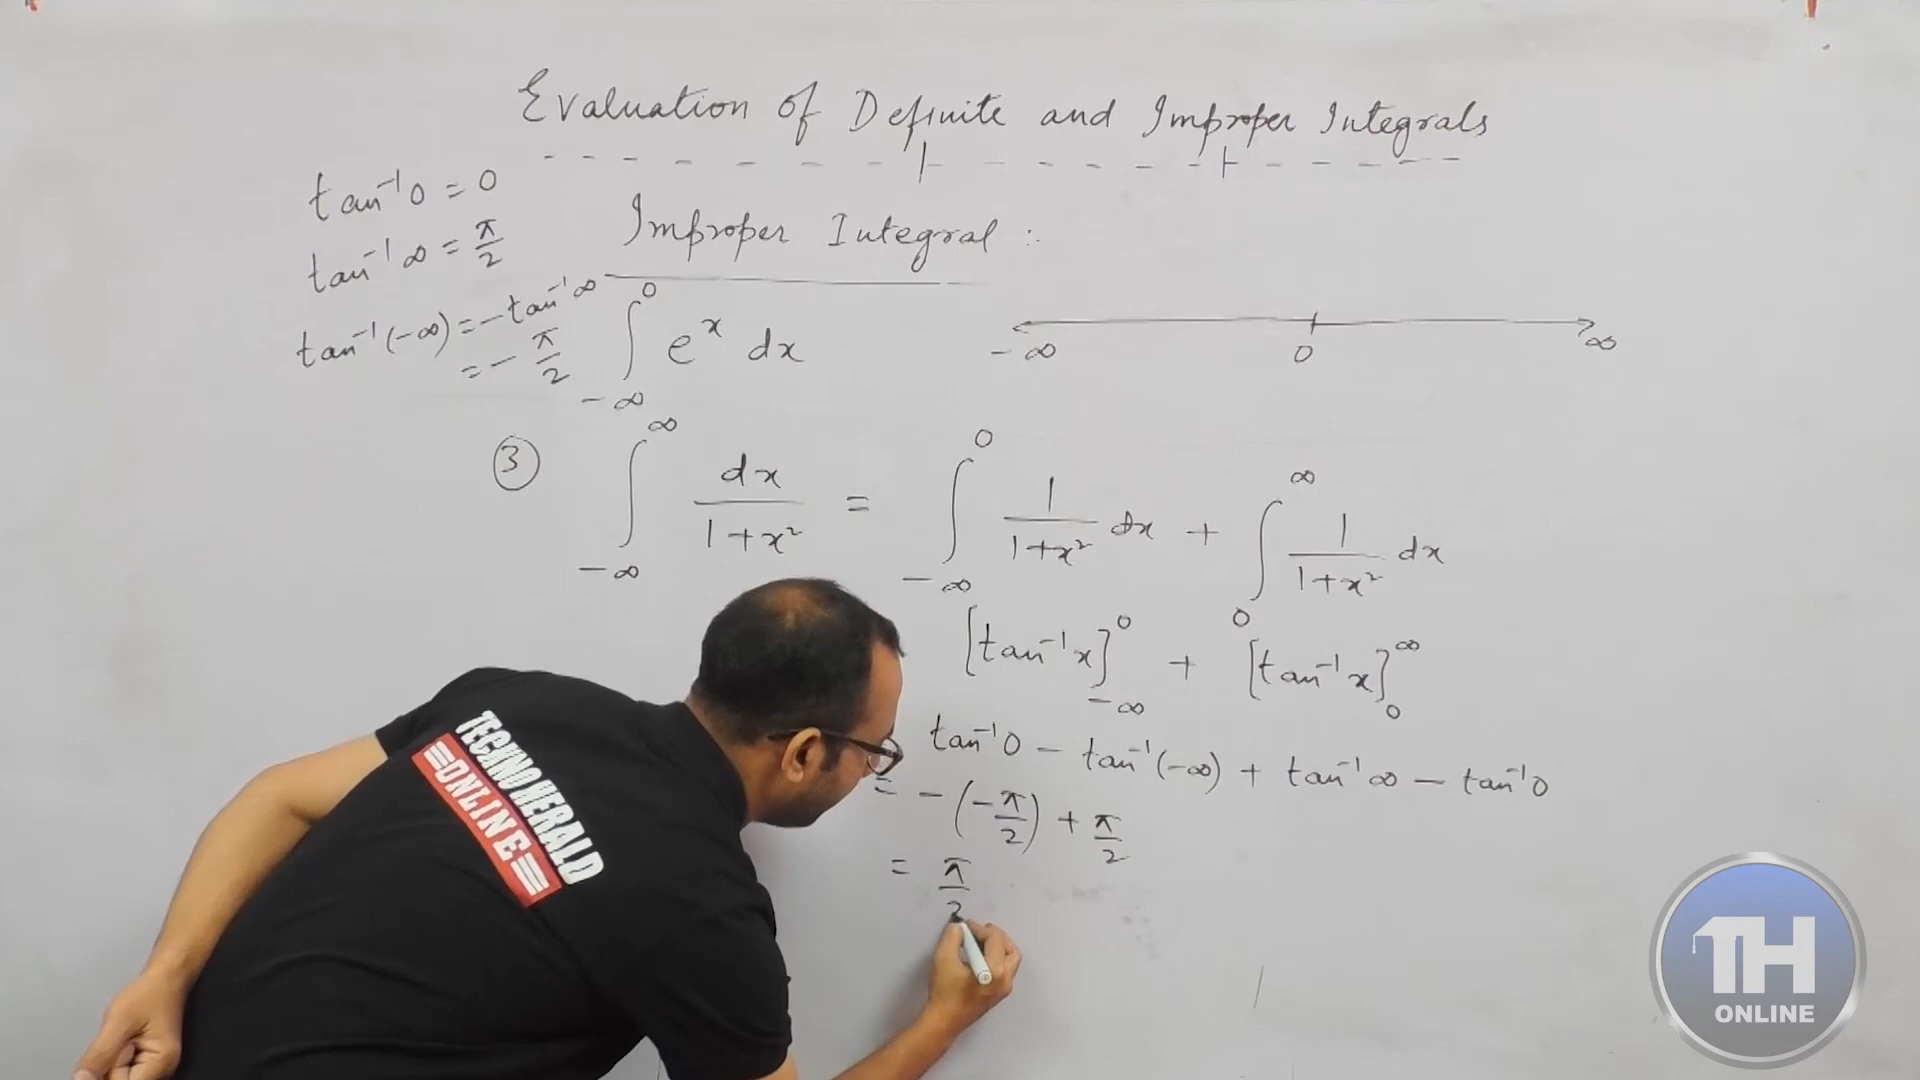 Evaluation of Definite and Improper Integrals
tan⁻¹0 = 0
tan⁻¹∞ = π/2
tan⁻¹(-∞) = -tan⁻¹∞
= -π/2
Improper Integral :
∫_{-∞}^{0} e^x dx
-∞ 0 ∞
③ ∫_{-∞}^{∞} dx/(1+x²) = ∫_{-∞}^{0} 1/(1+x²) dx + ∫_{0}^{∞} 1/(1+x²) dx
[tan⁻¹x]_{-∞}^{0} + [tan⁻¹x]_{0}^{∞}
tan⁻¹0 - tan⁻¹(-∞) + tan⁻¹∞ - tan⁻¹0
= -(-π/2) + π/2
= π/2
TECHNO HERALD
ONLINE
TH
ONLINE